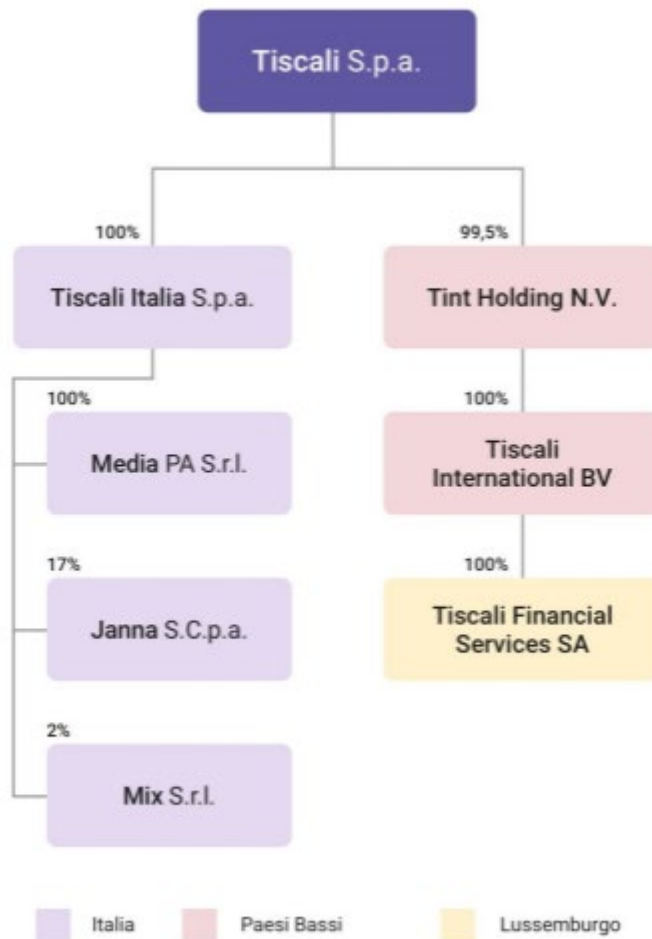 Tiscali S.p.a.
100%
Tiscali Italia S.p.a.
99,5%
Tint Holding N.V.
100%
Media PA S.r.l.
100%
Tiscali
International BV
17%
Janna S.C.p.a.
100%
Tiscali Financial
Services SA
2%
Mix S.r.l.
Italia
Paesi Bassi
Lussemburgo